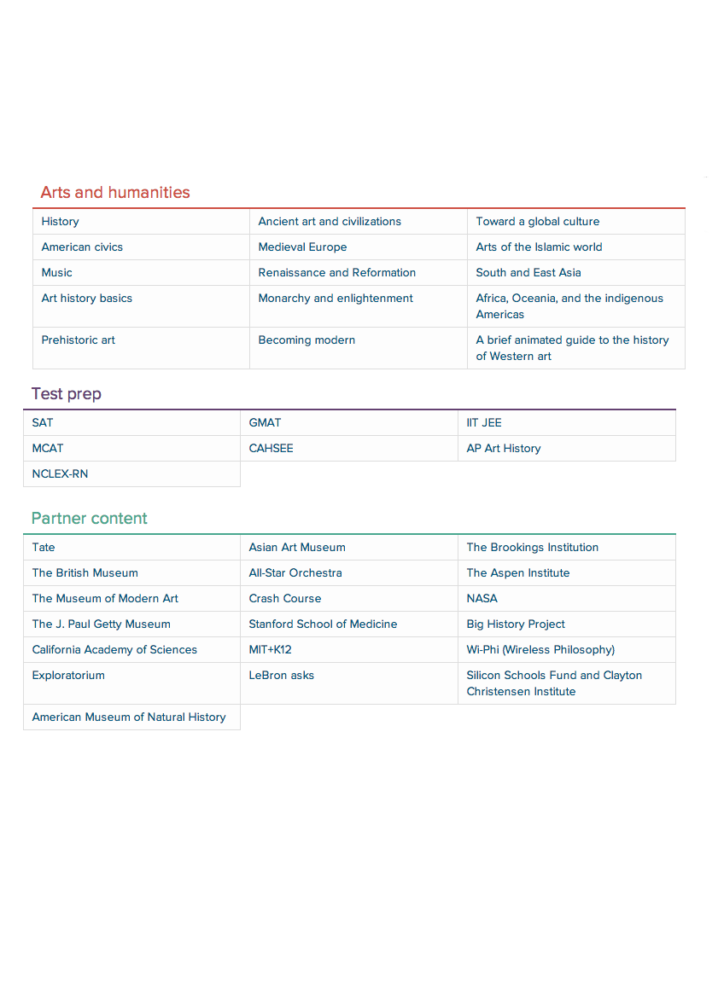 Arts and humanities
History
Ancient art and civilizations
Toward a global culture
American civics
Medieval Europe
Arts of the Islamic world
Music
Renaissance and Reformation
South and East Asia
Art history basics
Monarchy and enlightenment
Africa, Oceania, and the indigenous
Americas
Prehistoric art
Becoming modern
A brief animated guide to the history
of Western art
Test prep
SAT
GMAT
IIT JEE
MCAT
CAHSEE
AP Art History
NCLEX-RN
Partner content
Tate
Asian Art Museum
The Brookings Institution
The British Museum
All-Star Orchestra
The Aspen Institute
The Museum of Modern Art
Crash Course
NASA
The J. Paul Getty Museum
Stanford School of Medicine
Big History Project
California Academy of Sciences
MIT+K12
Wi-Phi (Wireless Philosophy)
Exploratorium
LeBron asks
Silicon Schools Fund and Clayton
Christensen Institute
American Museum of Natural History